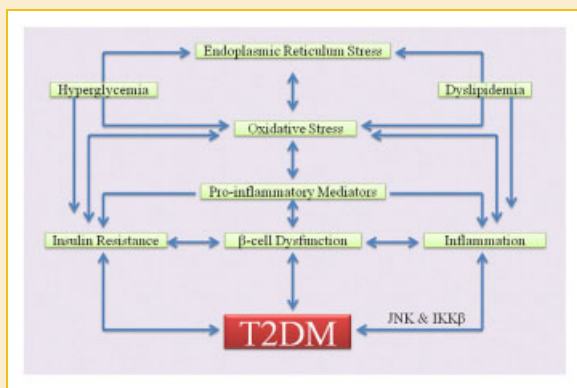 Endoplasmic Reticulum Stress
Hyperglycemia
Dyslipidemia
Oxidative Stress
Pro-inflammatory Mediators
Insulin Resistance
β-cell Dysfunction
Inflammation
JNK & IKKβ
T2DM